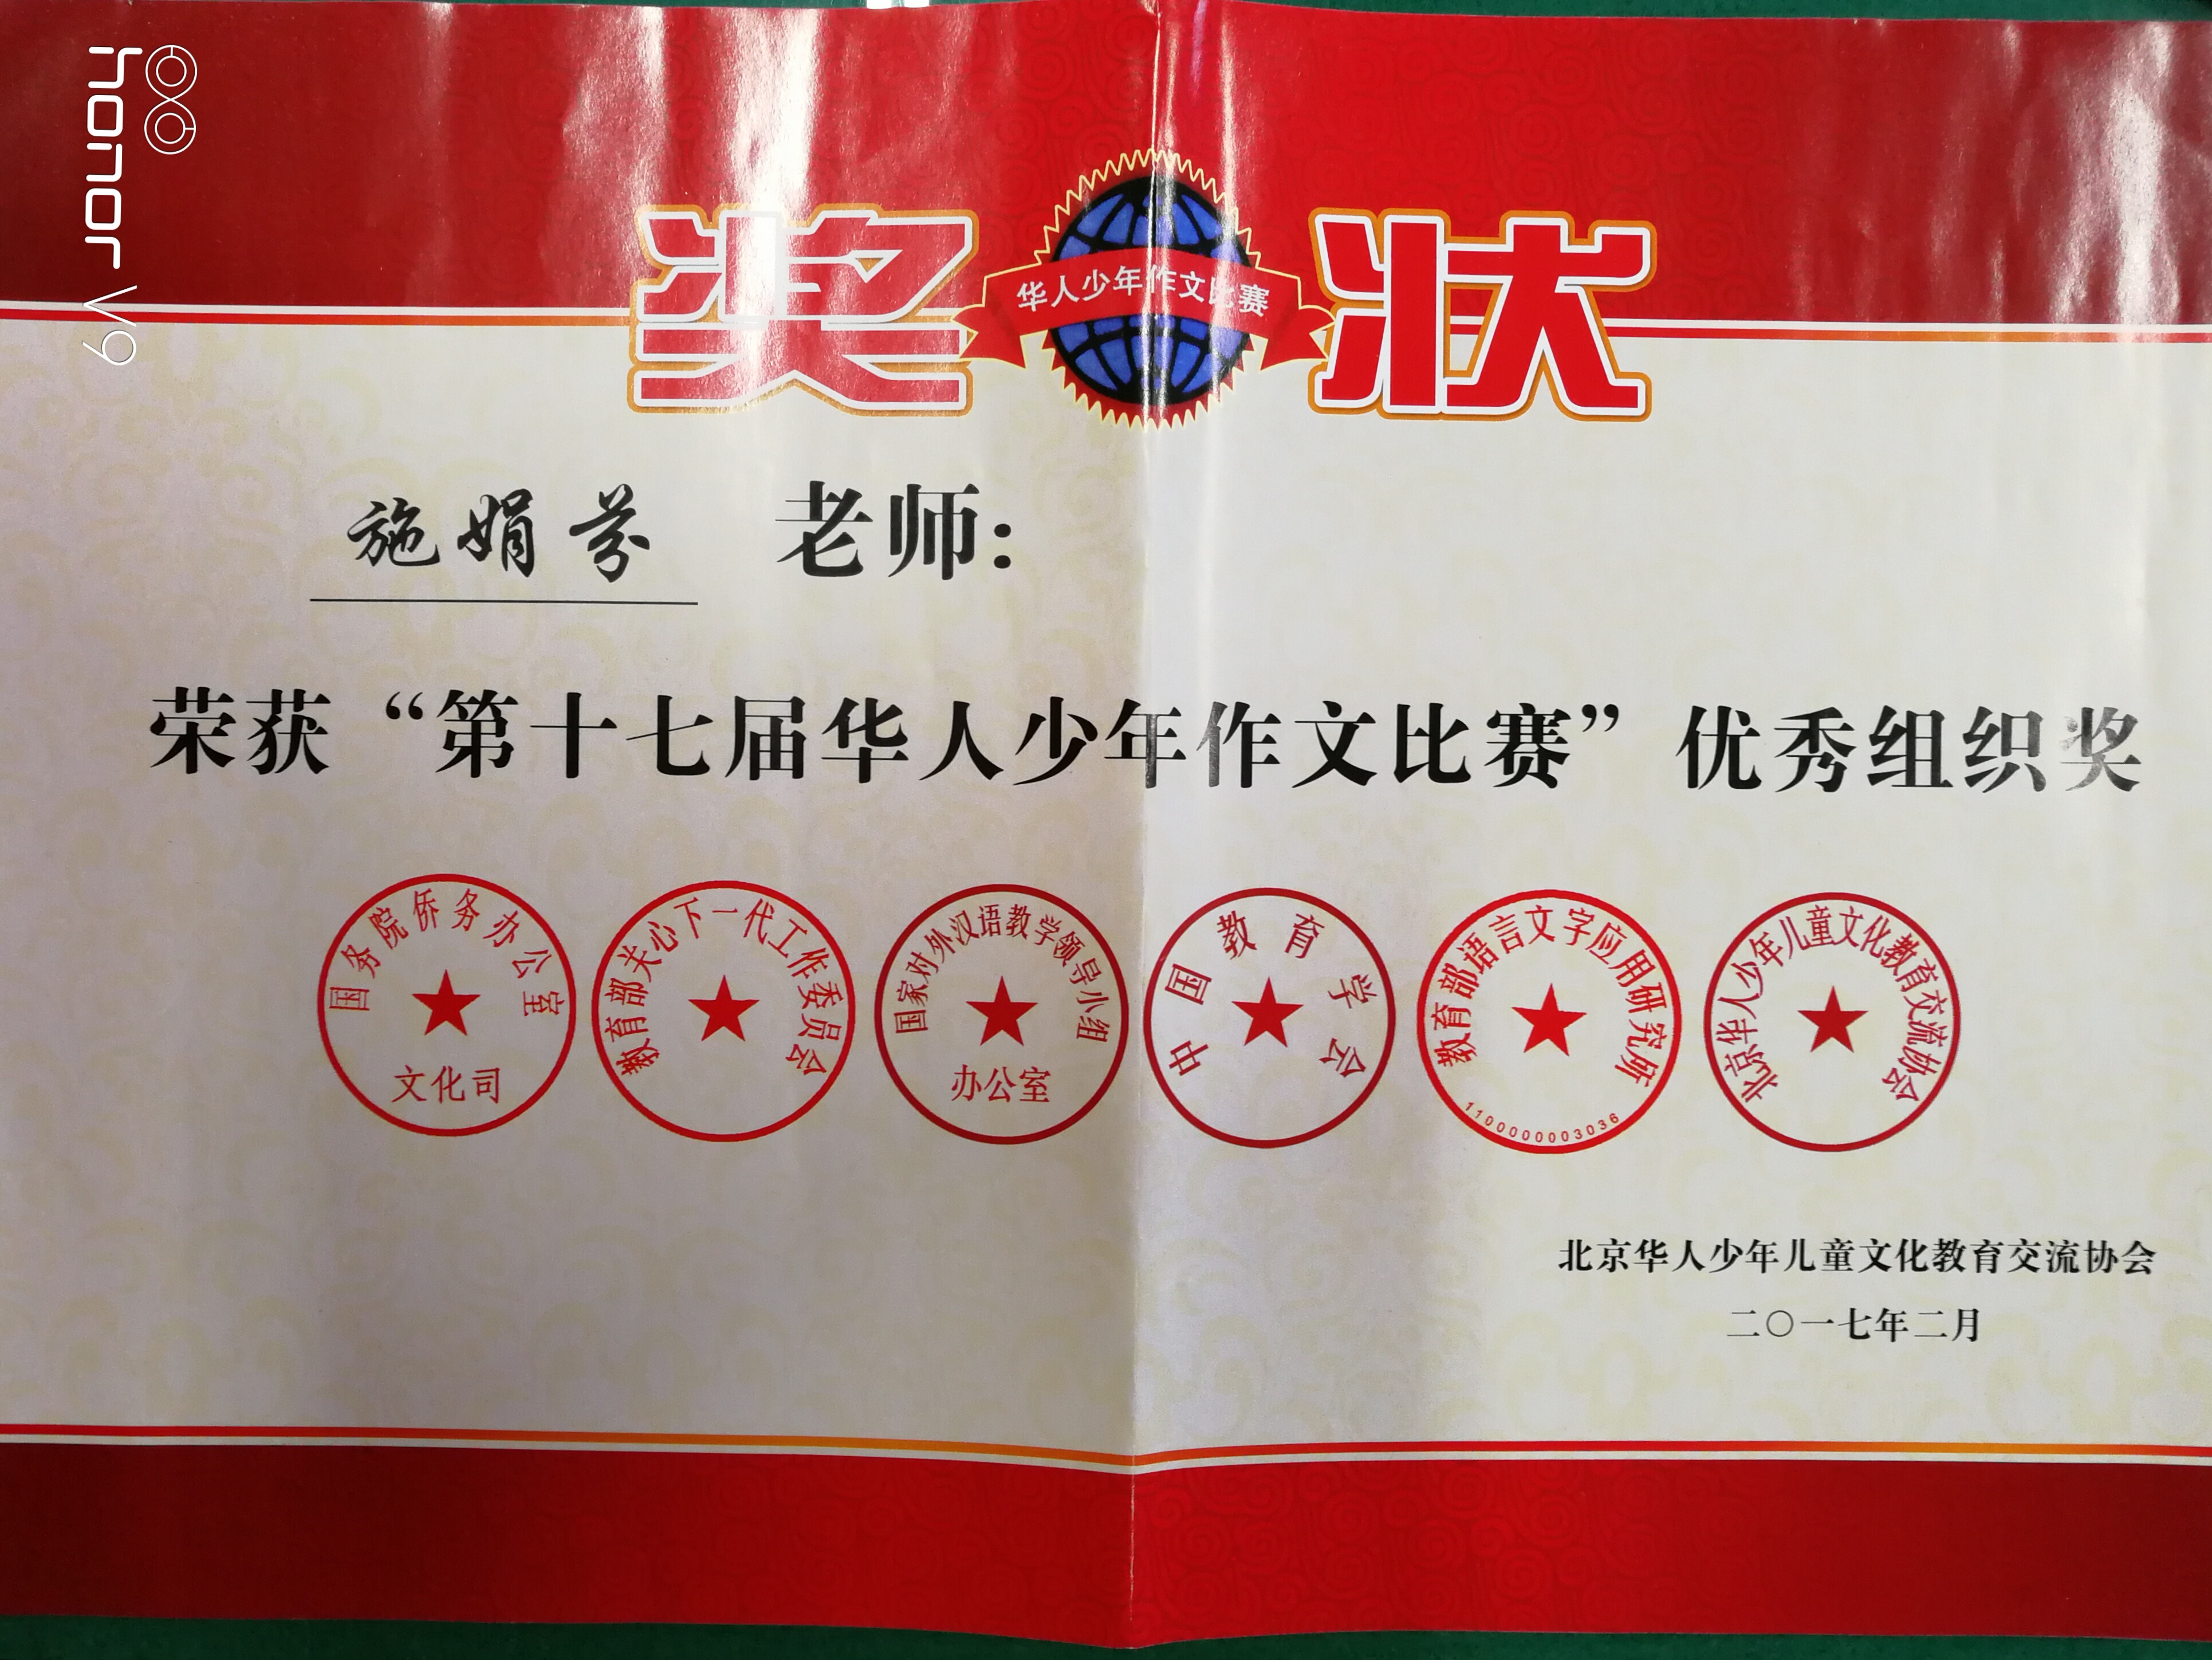 honor V9
奖 状
华人少年作文比赛
施娟芬 老师:
荣获“第十七届华人少年作文比赛”优秀组织奖
国务院侨务办公室
文化司
教育部关心下一代工作委员会
国家对外汉语教学领导小组
办公室
中国教育学会
教育部语言文字应用研究所
1100000003036
北京华人少年儿童文化教育交流协会
北京华人少年儿童文化教育交流协会
二〇一七年二月